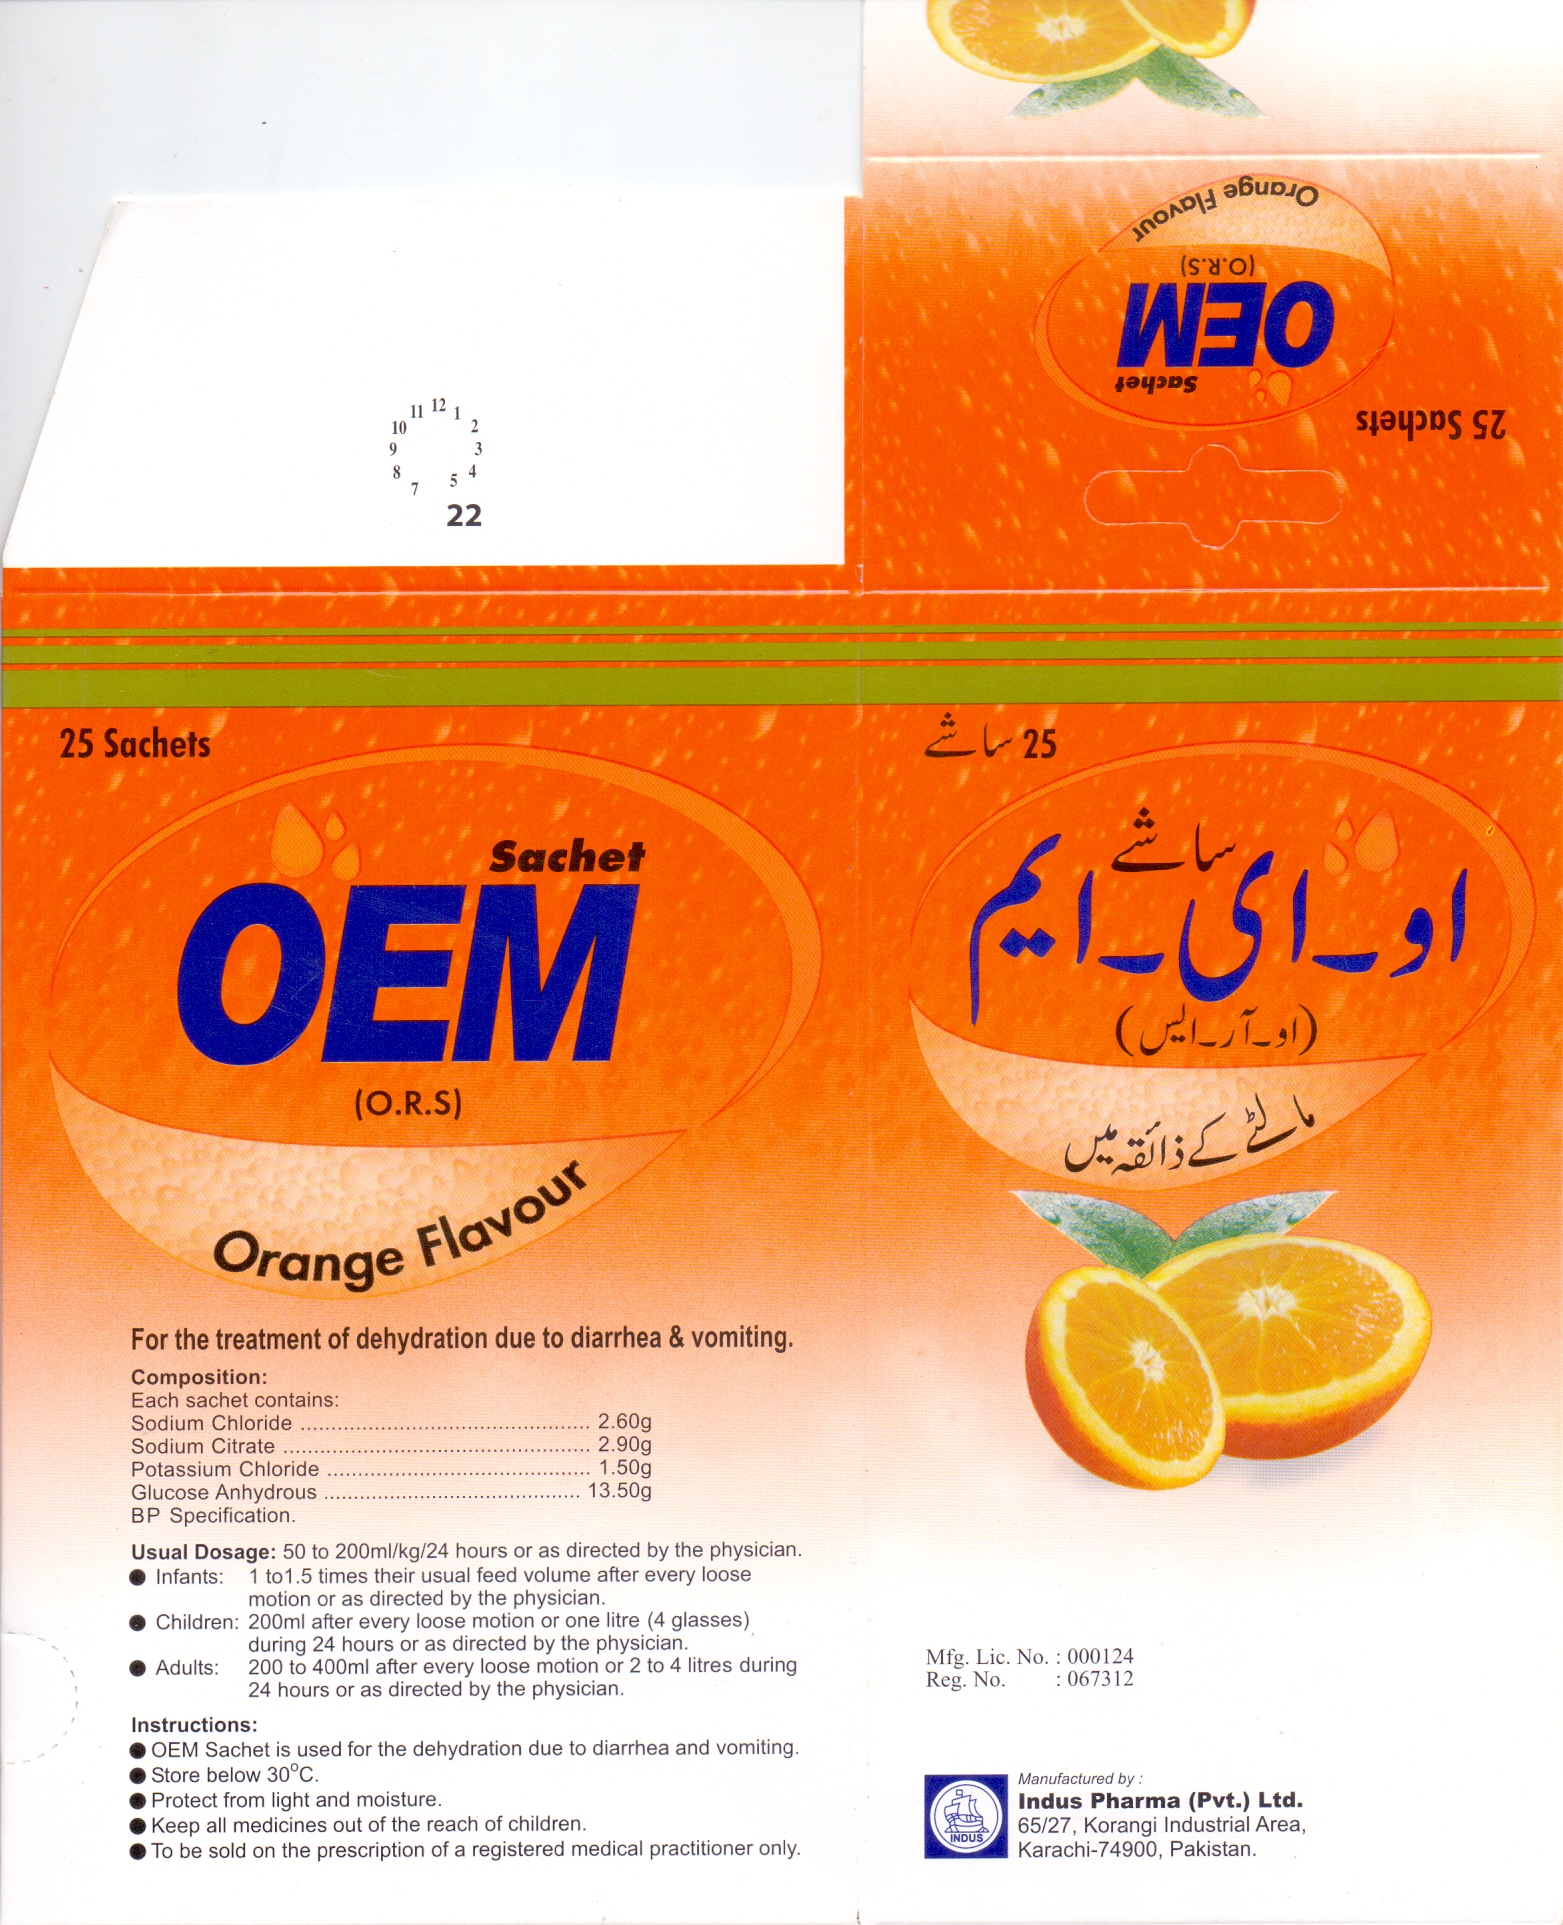 Orange Flavour
(O.R.S)
OEM
Sachet
25 Sachets
11 12 1
10 2
9 3
8 4
7 5
22
25 Sachets
Sachet
OEM
(O.R.S)
Orange Flavour
For the treatment of dehydration due to diarrhea & vomiting.
Composition:
Each sachet contains:
Sodium Chloride ............................................... 2.60g
Sodium Citrate .................................................. 2.90g
Potassium Chloride ........................................... 1.50g
Glucose Anhydrous .......................................... 13.50g
BP Specification.
Usual Dosage: 50 to 200ml/kg/24 hours or as directed by the physician.
● Infants: 1 to1.5 times their usual feed volume after every loose
motion or as directed by the physician.
● Children: 200ml after every loose motion or one litre (4 glasses)
during 24 hours or as directed by the physician.
● Adults: 200 to 400ml after every loose motion or 2 to 4 litres during
24 hours or as directed by the physician.
Instructions:
● OEM Sachet is used for the dehydration due to diarrhea and vomiting.
● Store below 30°C.
● Protect from light and moisture.
● Keep all medicines out of the reach of children.
● To be sold on the prescription of a registered medical practitioner only.
25 ساشے
ساشے
او۔ای۔ایم
(او۔آر۔ایس)
مالٹے کے ذائقہ میں
Mfg. Lic. No. : 000124
Reg. No. : 067312
INDUS
Manufactured by :
Indus Pharma (Pvt.) Ltd.
65/27, Korangi Industrial Area,
Karachi-74900, Pakistan.